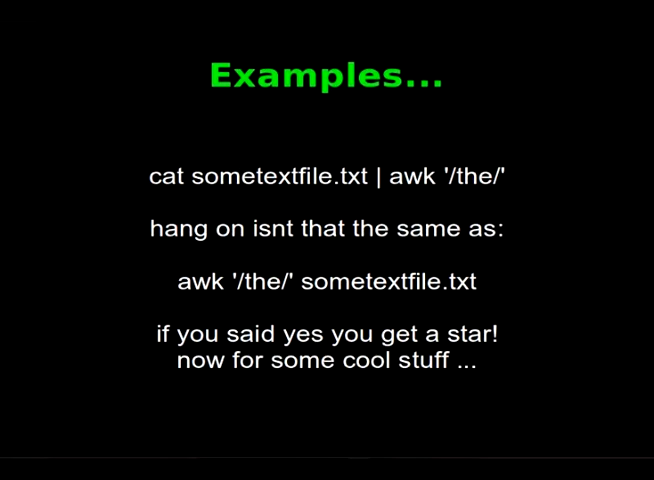 Examples...
cat sometextfile.txt | awk '/the/'
hang on isnt that the same as:
awk '/the/' sometextfile.txt
if you said yes you get a star!
now for some cool stuff ...